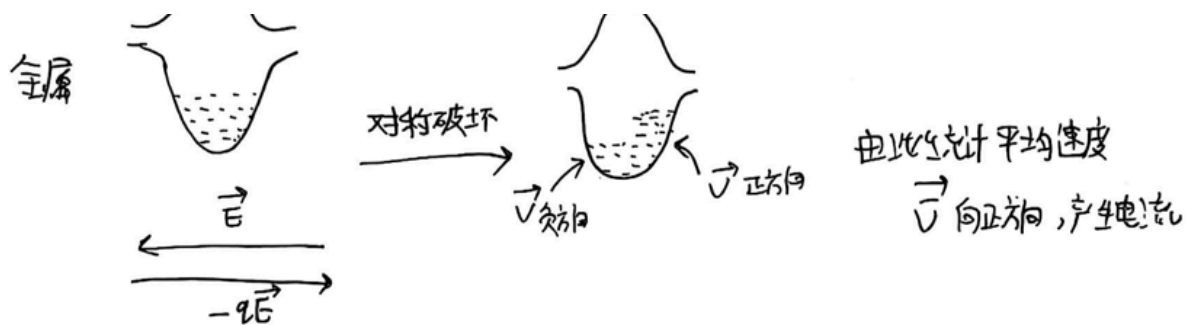 金属
对称破坏
E
-qE
v 负方向
v 正方向
由此统计平均速度
v 向正方向，产生电流